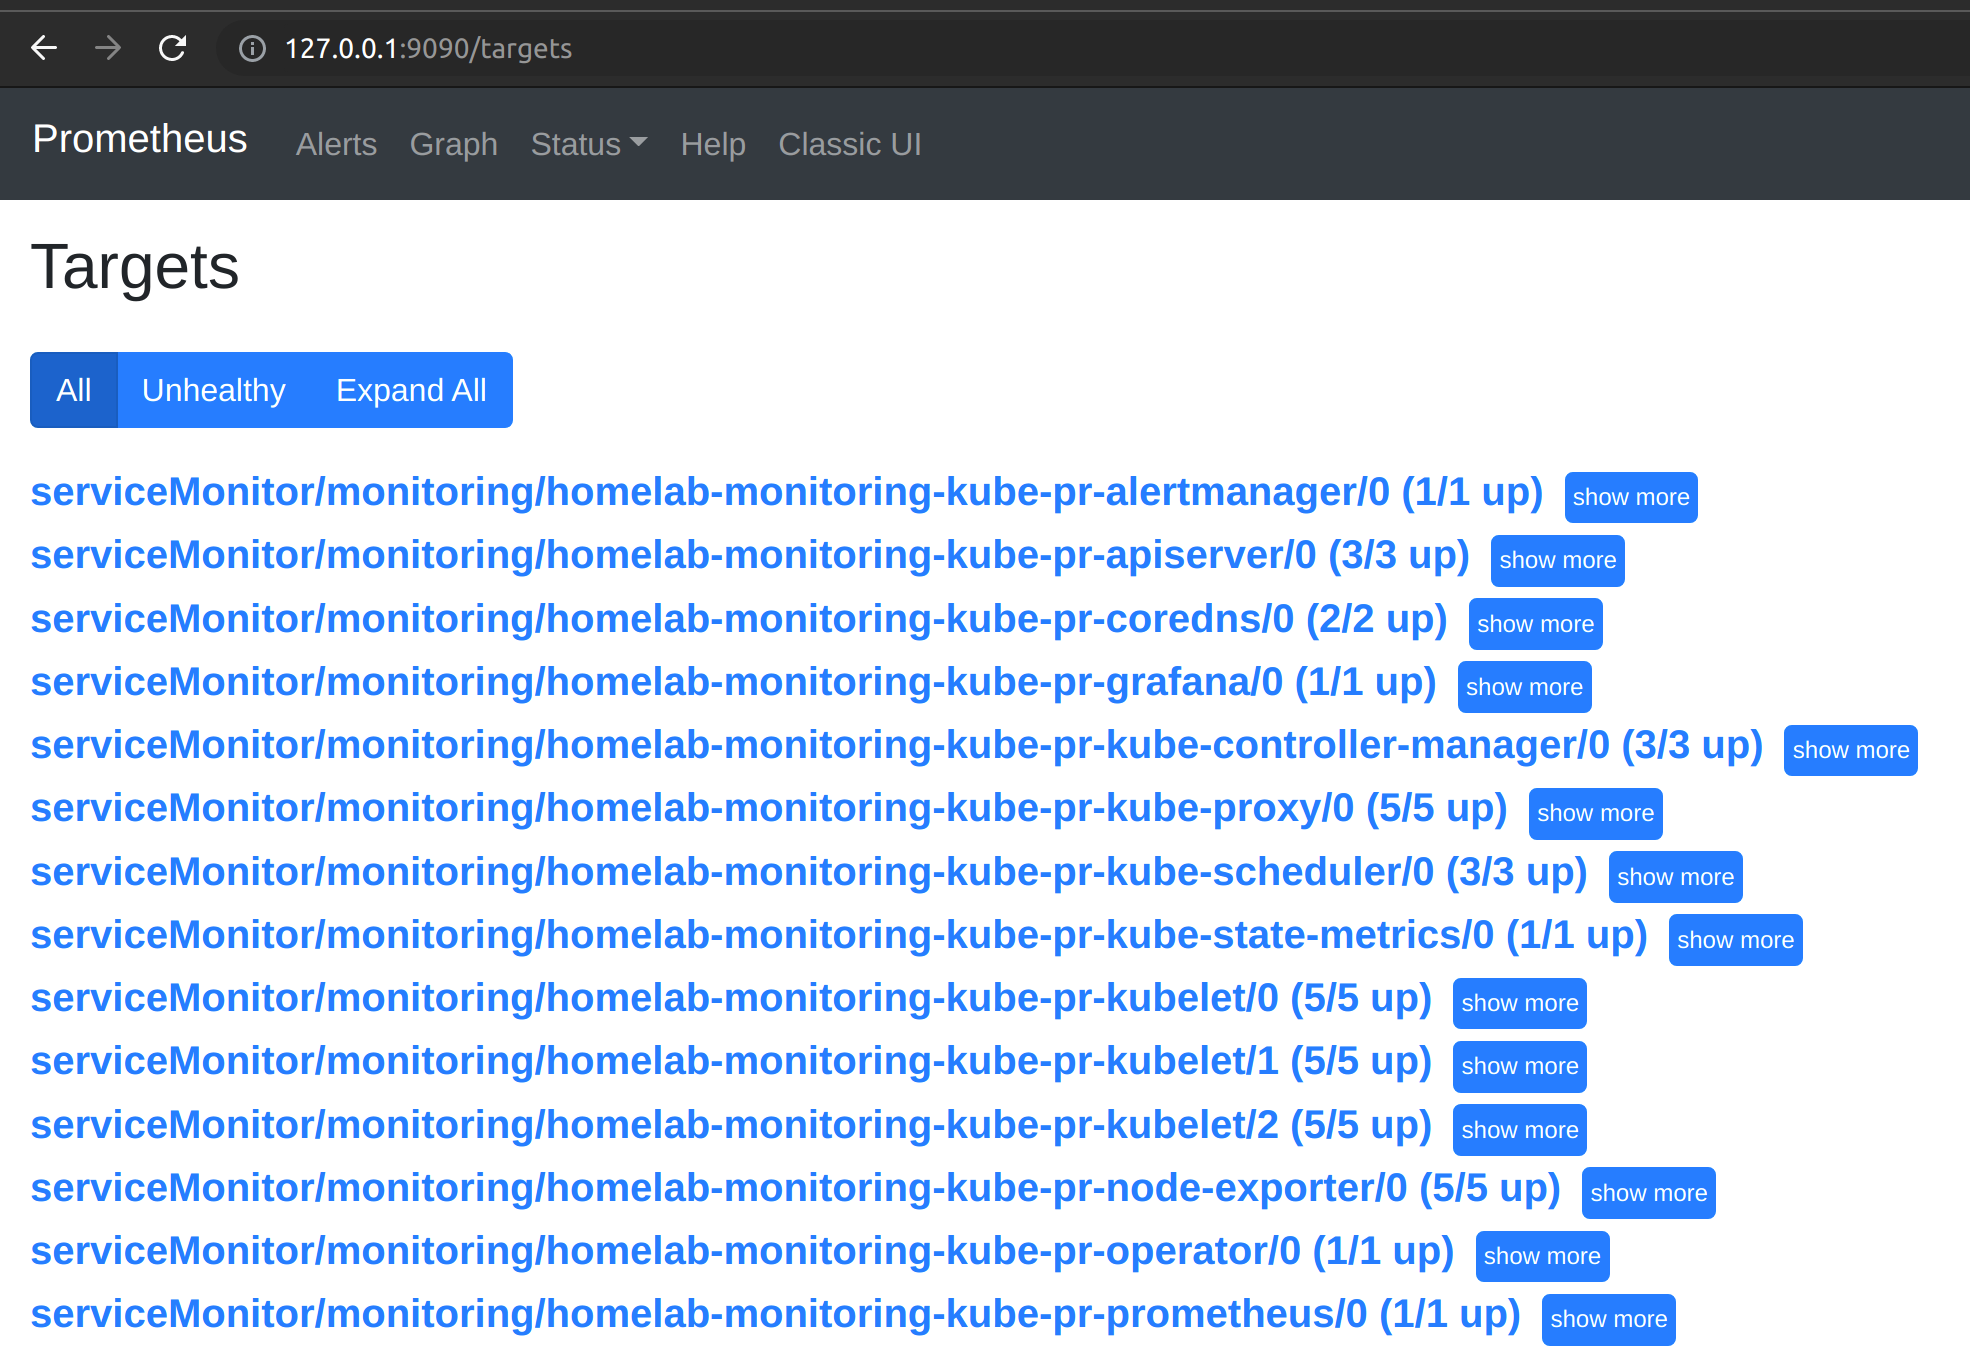 127.0.0.1:9090/targets
Prometheus Alerts Graph Status Help Classic UI
Targets
All Unhealthy Expand All
serviceMonitor/monitoring/homelab-monitoring-kube-pr-alertmanager/0 (1/1 up) show more
serviceMonitor/monitoring/homelab-monitoring-kube-pr-apiserver/0 (3/3 up) show more
serviceMonitor/monitoring/homelab-monitoring-kube-pr-coredns/0 (2/2 up) show more
serviceMonitor/monitoring/homelab-monitoring-kube-pr-grafana/0 (1/1 up) show more
serviceMonitor/monitoring/homelab-monitoring-kube-pr-kube-controller-manager/0 (3/3 up) show more
serviceMonitor/monitoring/homelab-monitoring-kube-pr-kube-proxy/0 (5/5 up) show more
serviceMonitor/monitoring/homelab-monitoring-kube-pr-kube-scheduler/0 (3/3 up) show more
serviceMonitor/monitoring/homelab-monitoring-kube-pr-kube-state-metrics/0 (1/1 up) show more
serviceMonitor/monitoring/homelab-monitoring-kube-pr-kubelet/0 (5/5 up) show more
serviceMonitor/monitoring/homelab-monitoring-kube-pr-kubelet/1 (5/5 up) show more
serviceMonitor/monitoring/homelab-monitoring-kube-pr-kubelet/2 (5/5 up) show more
serviceMonitor/monitoring/homelab-monitoring-kube-pr-node-exporter/0 (5/5 up) show more
serviceMonitor/monitoring/homelab-monitoring-kube-pr-operator/0 (1/1 up) show more
serviceMonitor/monitoring/homelab-monitoring-kube-pr-prometheus/0 (1/1 up) show more